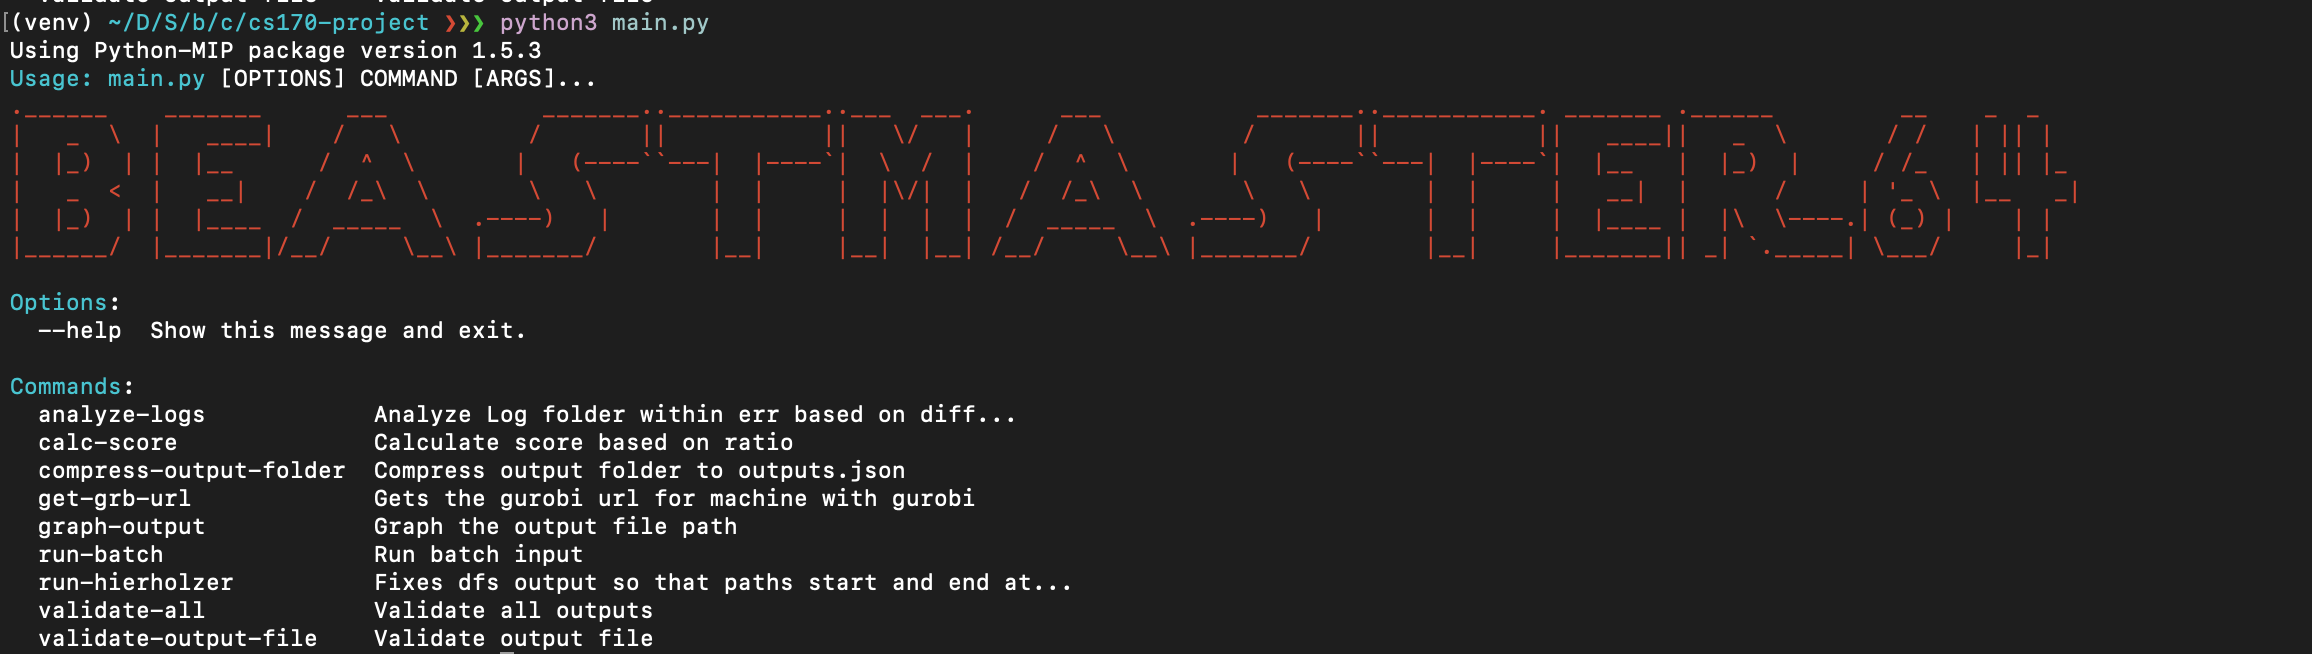 (venv) ~/D/S/b/c/cs170-project ❯❯❯ python3 main.py
Using Python-MIP package version 1.5.3
Usage: main.py [OPTIONS] COMMAND [ARGS]...
BEASTMASTER64
Options:
--help  Show this message and exit.
Commands:
analyze-logs            Analyze Log folder within err based on diff...
calc-score              Calculate score based on ratio
compress-output-folder  Compress output folder to outputs.json
get-grb-url             Gets the gurobi url for machine with gurobi
graph-output            Graph the output file path
run-batch               Run batch input
run-hierholzer          Fixes dfs output so that paths start and end at...
validate-all            Validate all outputs
validate-output-file    Validate output file